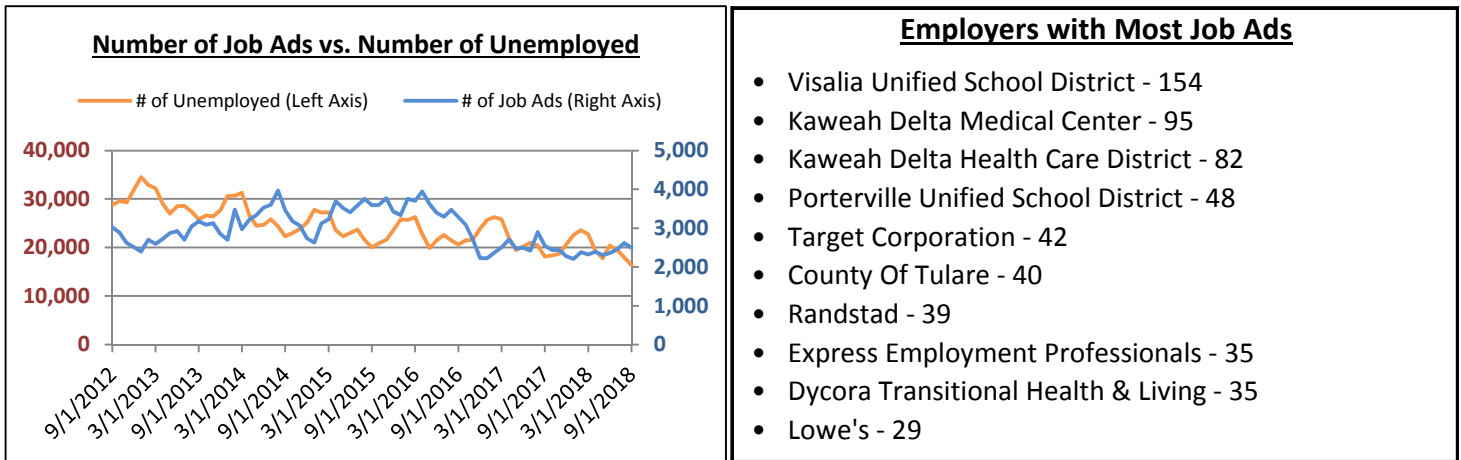 Number of Job Ads vs. Number of Unemployed
# of Unemployed (Left Axis)
# of Job Ads (Right Axis)
40,000
30,000
20,000
10,000
0
5,000
4,000
3,000
2,000
1,000
0
9/1/2012
3/1/2013
9/1/2013
3/1/2014
9/1/2014
3/1/2015
9/1/2015
3/1/2016
9/1/2016
3/1/2017
9/1/2017
3/1/2018
9/1/2018
Employers with Most Job Ads
• Visalia Unified School District - 154
• Kaweah Delta Medical Center - 95
• Kaweah Delta Health Care District - 82
• Porterville Unified School District - 48
• Target Corporation - 42
• County Of Tulare - 40
• Randstad - 39
• Express Employment Professionals - 35
• Dycora Transitional Health & Living - 35
• Lowe's - 29